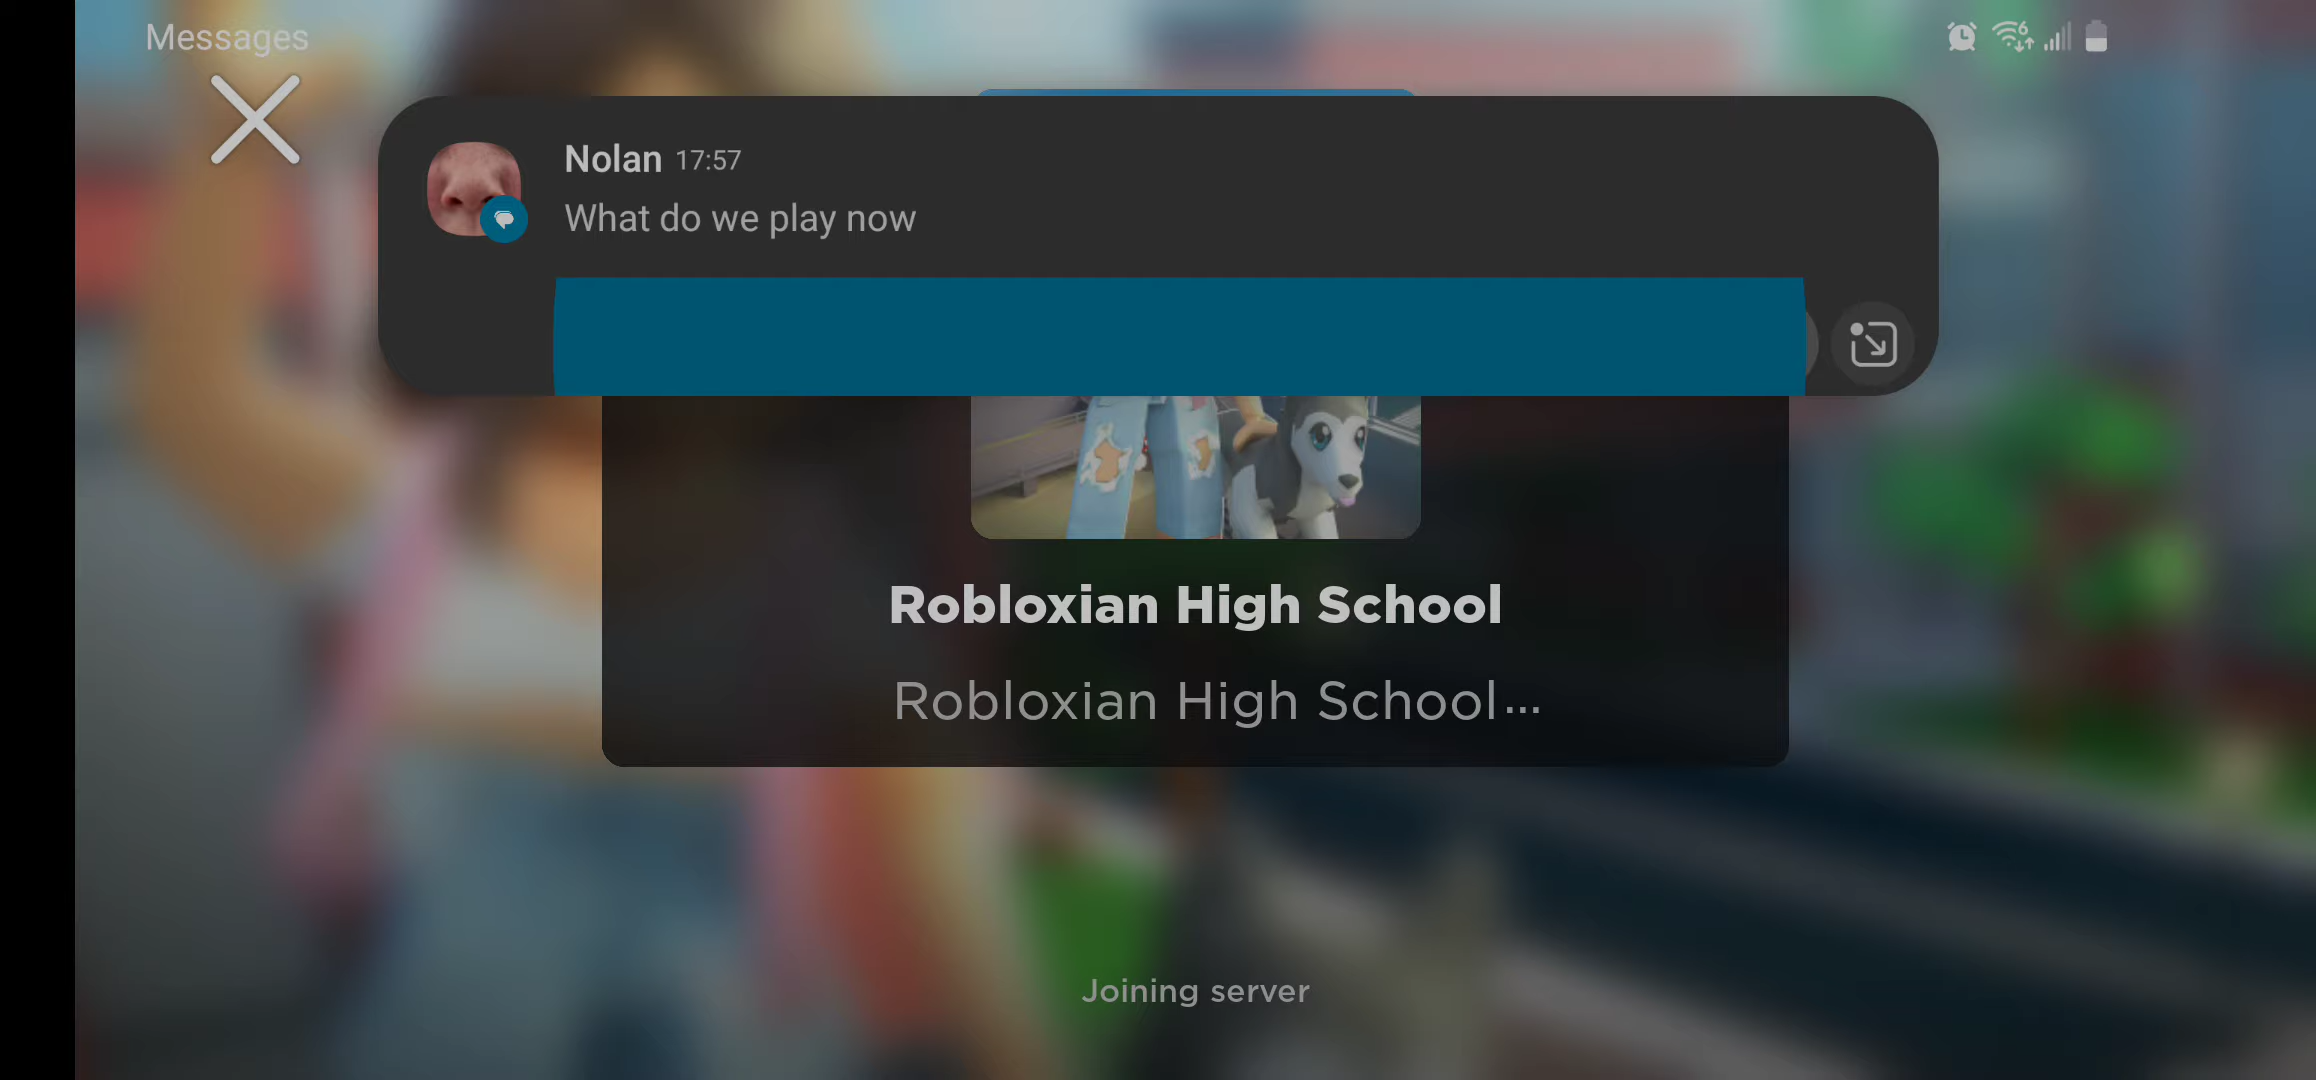 Messages
Nolan 17:57
What do we play now
Robloxian High School
Robloxian High School...
Joining server